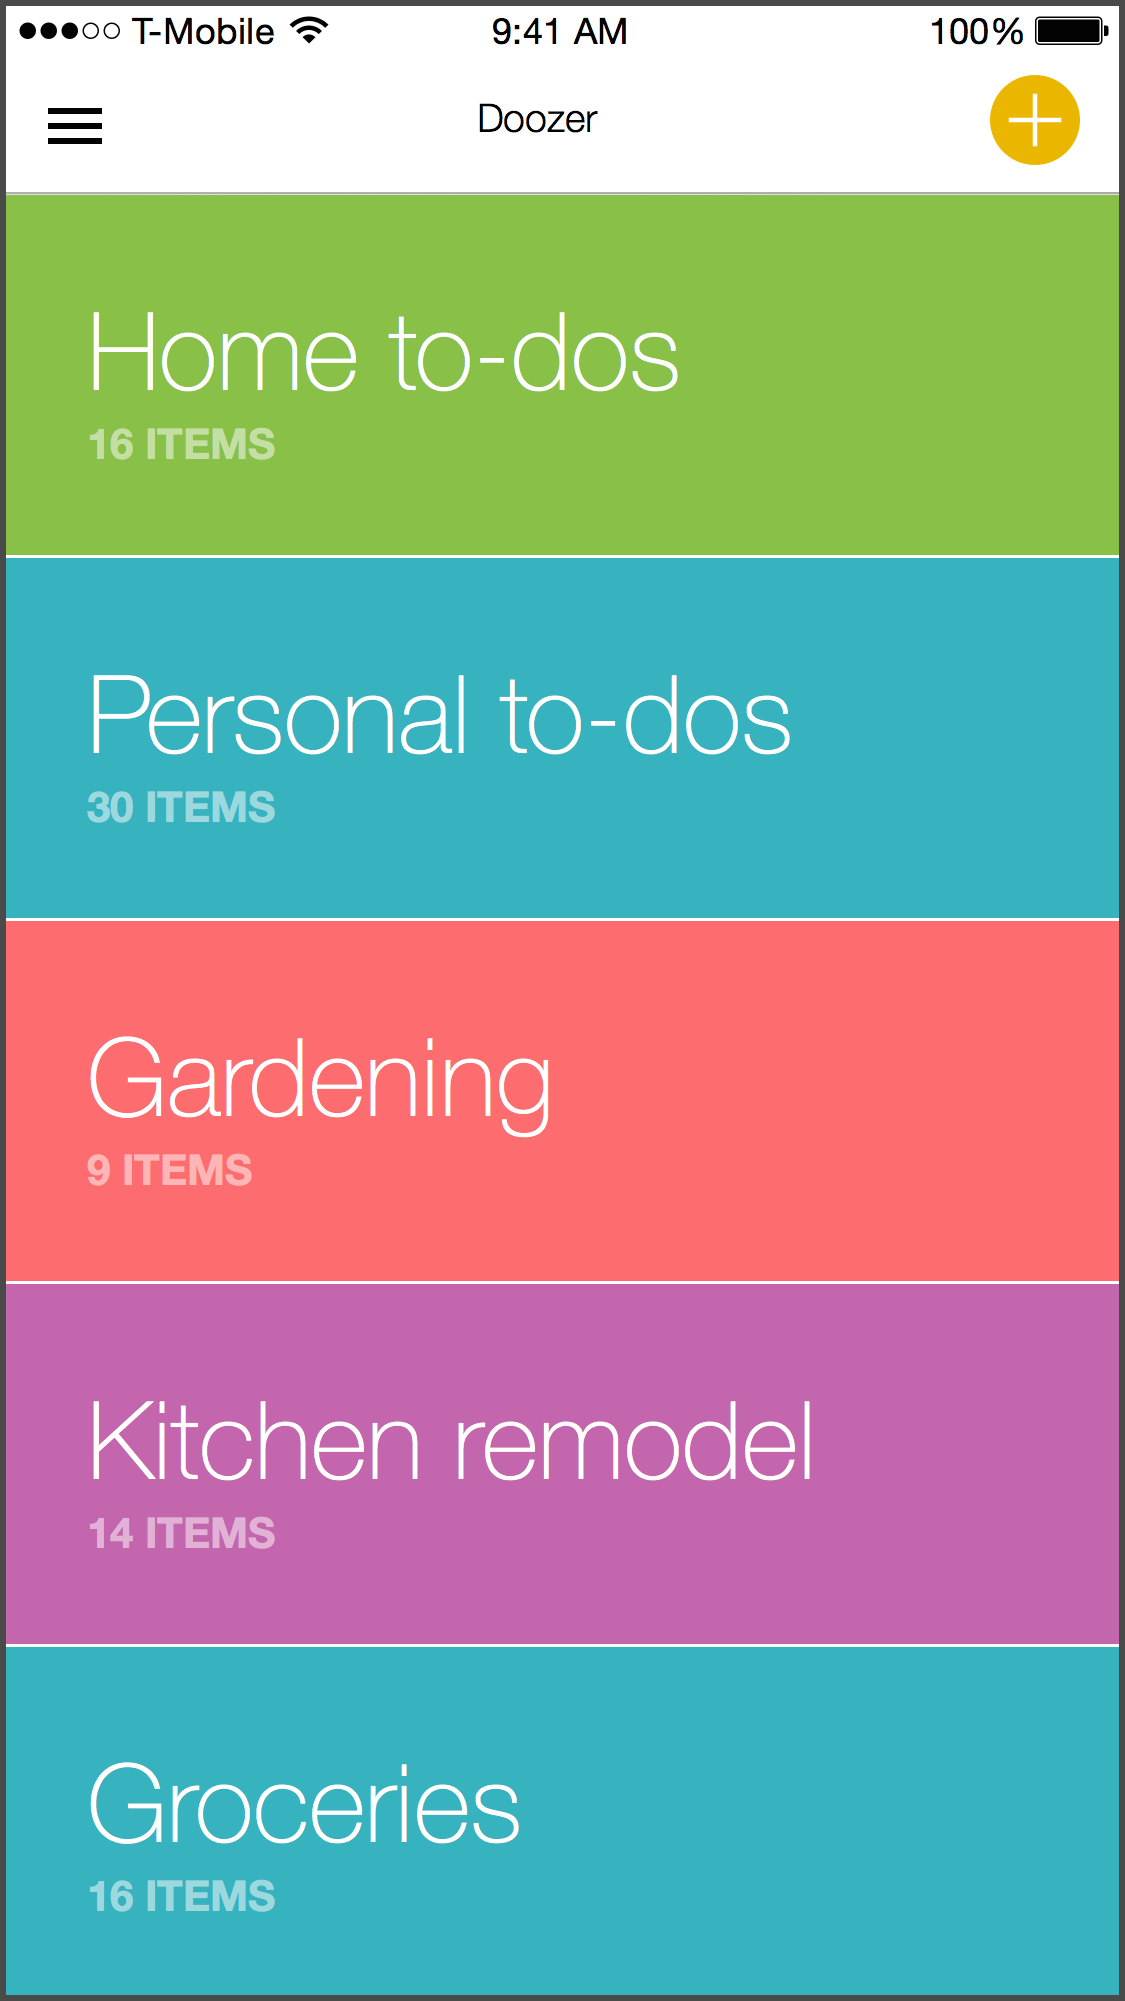 T-Mobile 9:41 AM 100%
Doozer
Home to-dos
16 ITEMS
Personal to-dos
30 ITEMS
Gardening
9 ITEMS
Kitchen remodel
14 ITEMS
Groceries
16 ITEMS